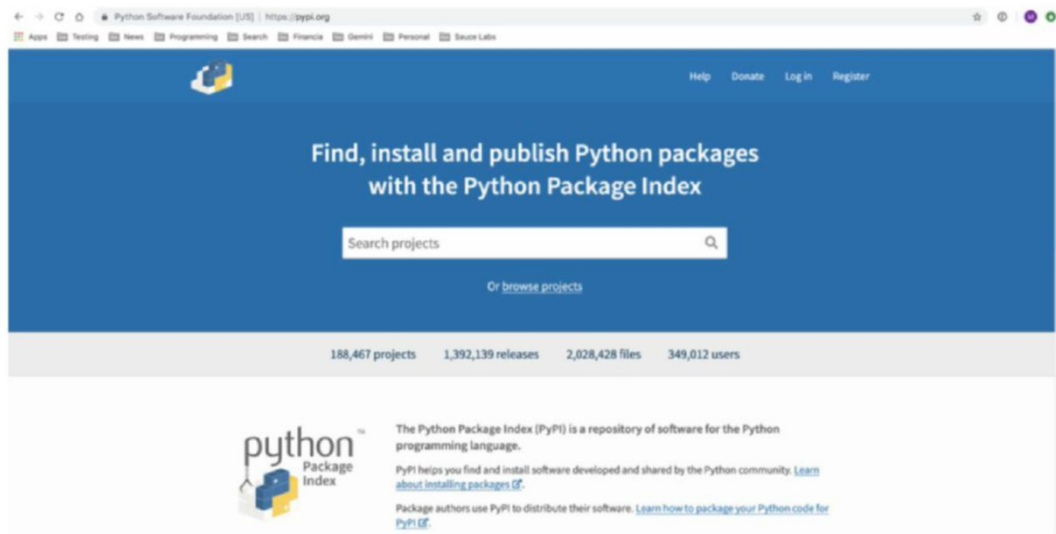 Python Software Foundation [US] | https://pypi.org
Apps Testing News Programming Search Financia Gemini Personal Sauce Labs
Help Donate Log in Register
Find, install and publish Python packages
with the Python Package Index
Search projects
Or browse projects
188,467 projects 1,392,139 releases 2,028,428 files 349,012 users
python™
Package
Index
The Python Package Index (PyPI) is a repository of software for the Python
programming language.
PyPI helps you find and install software developed and shared by the Python community. Learn
about installing packages.
Package authors use PyPI to distribute their software. Learn how to package your Python code for
PyPI.